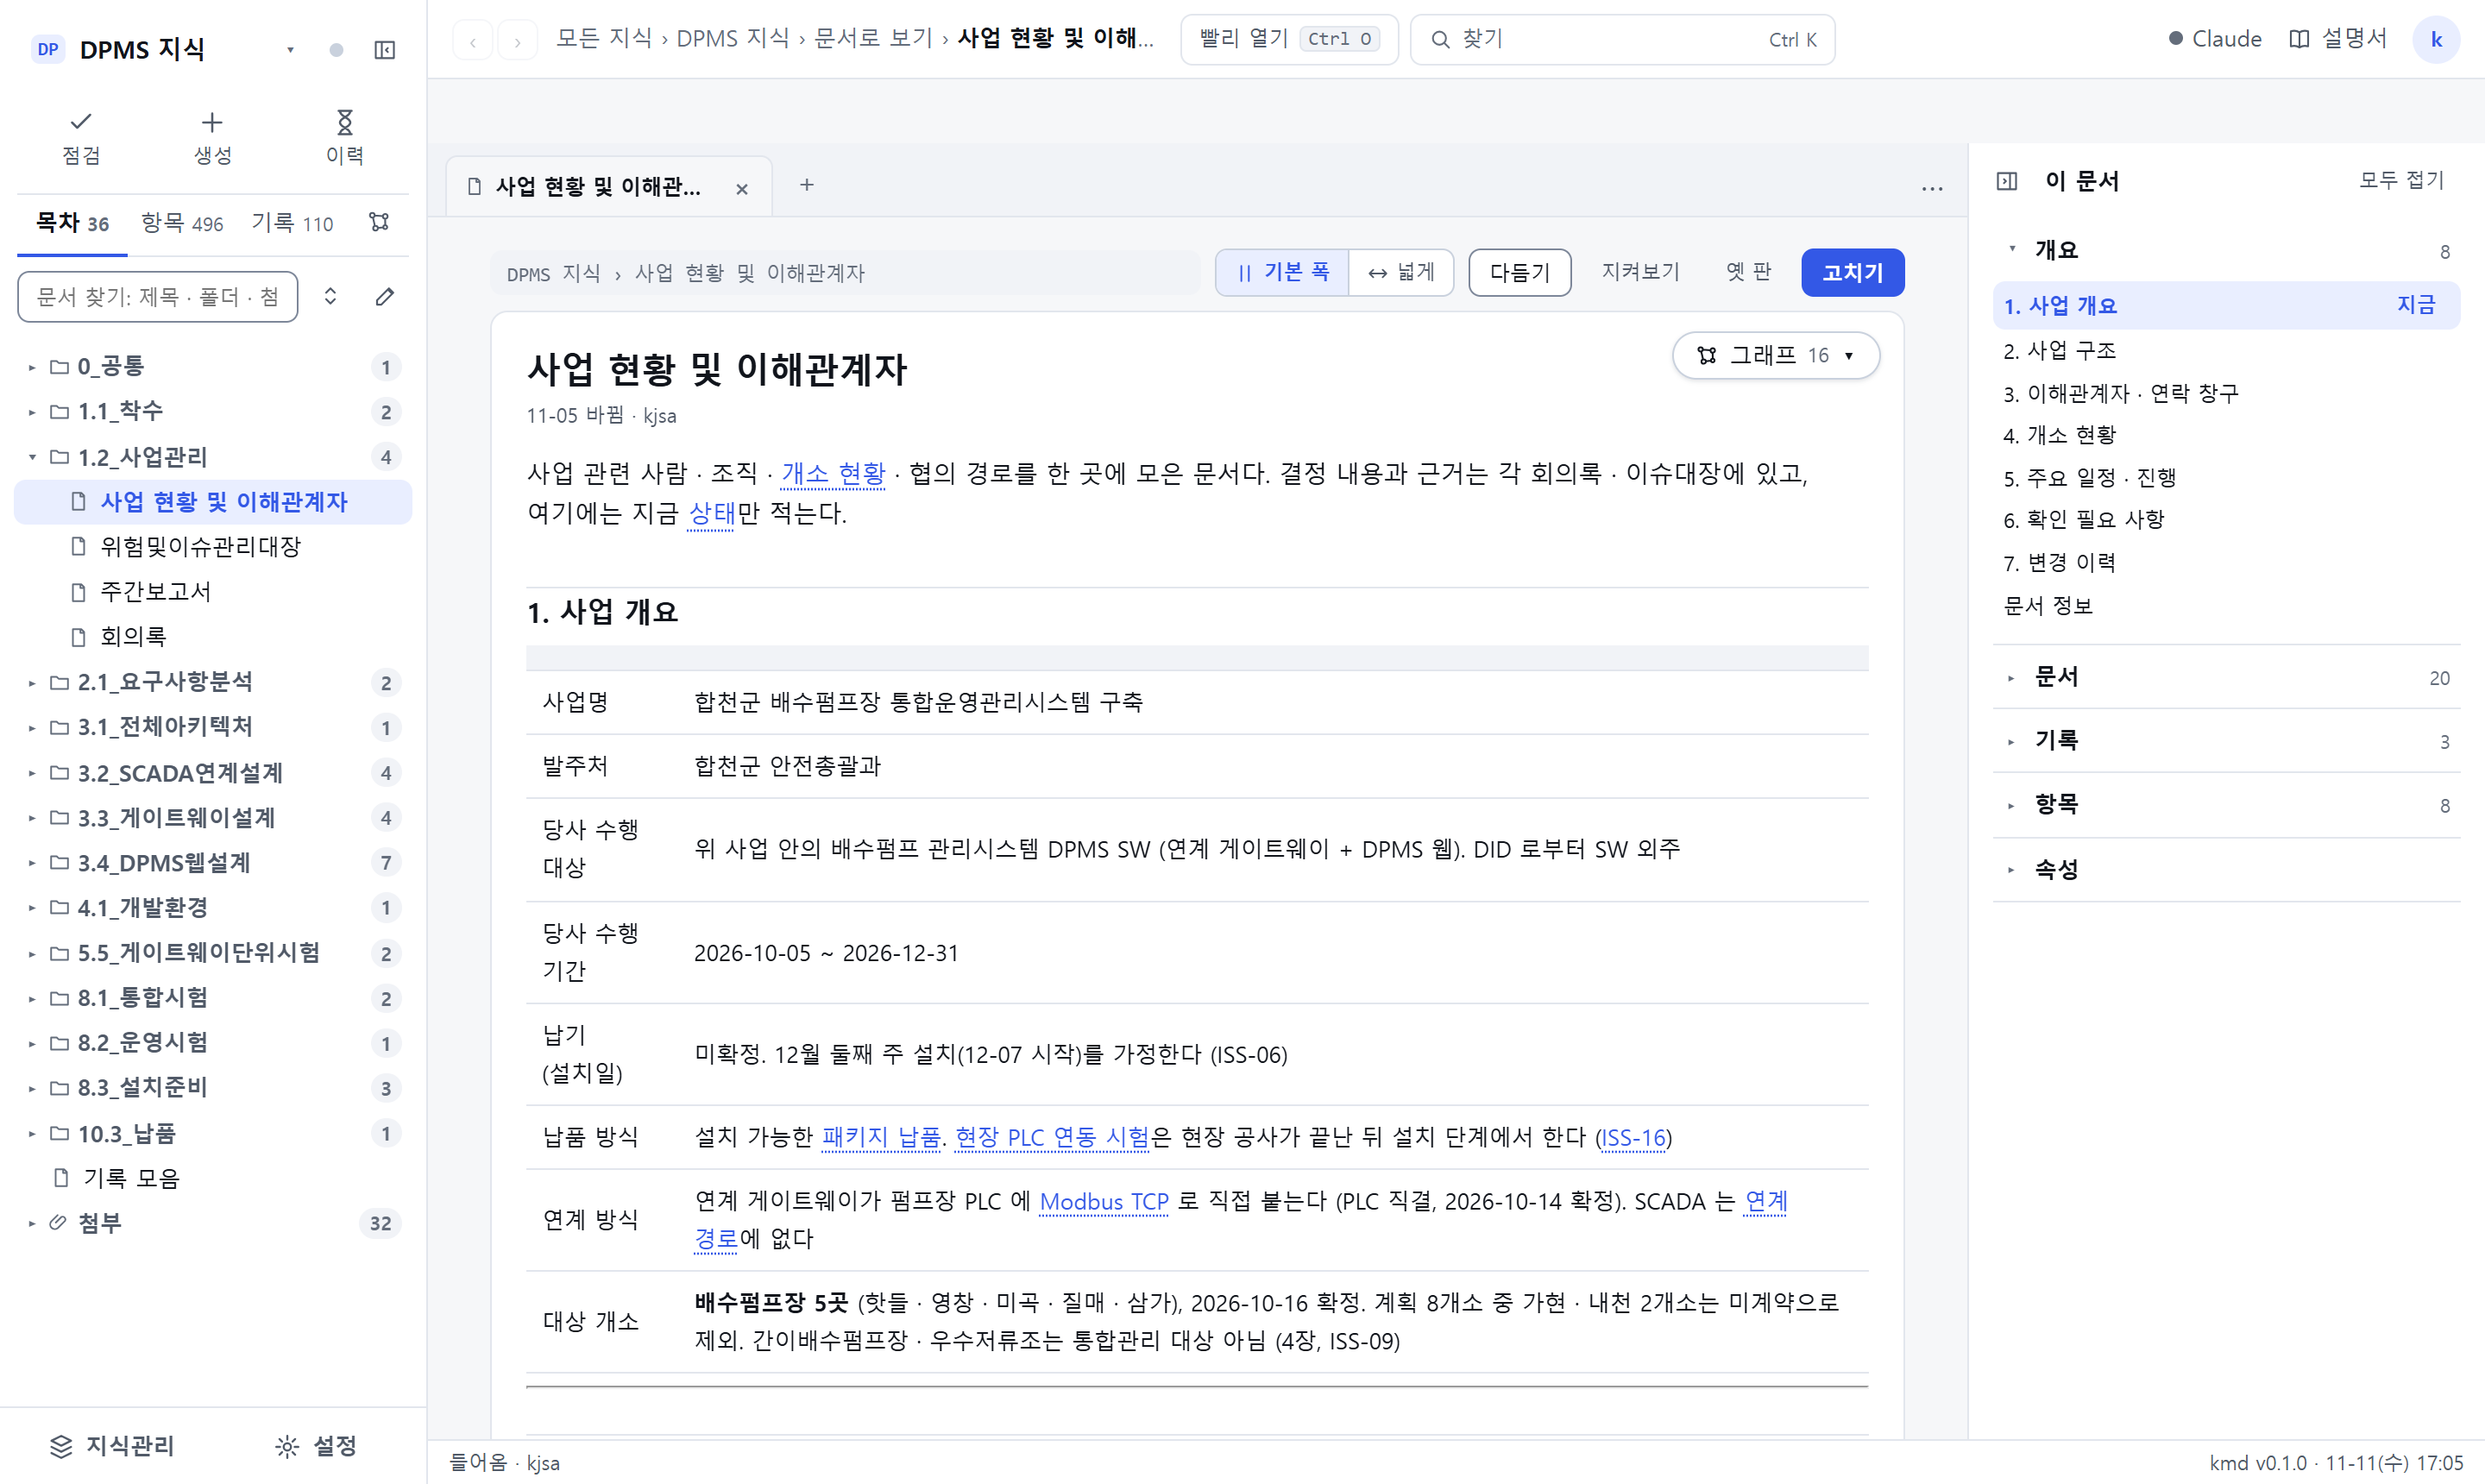 DP DPMS 지식
점검 생성 이력
목차 36 항목 496 기록 110
문서 찾기: 제목 · 폴더 · 첨
0_공통 1
1.1_착수 2
1.2_사업관리 4
사업 현황 및 이해관계자
위험및이슈관리대장
주간보고서
회의록
2.1_요구사항분석 2
3.1_전체아키텍처 1
3.2_SCADA연계설계 4
3.3_게이트웨이설계 4
3.4_DPMS웹설계 7
4.1_개발환경 1
5.5_게이트웨이단위시험 2
8.1_통합시험 2
8.2_운영시험 1
8.3_설치준비 3
10.3_납품 1
기록 모음
첨부 32
지식관리 설정
모든 지식 › DPMS 지식 › 문서로 보기 › 사업 현황 및 이해...
빨리 열기 Ctrl O
찾기 Ctrl K
Claude 설명서 k
사업 현황 및 이해관... × +
...
DPMS 지식 › 사업 현황 및 이해관계자
기본 폭 넓게 다듬기 지켜보기 옛 판 고치기
사업 현황 및 이해관계자
그래프 16
11-05 바뀜 · kjsa
사업 관련 사람 · 조직 · 개소 현황 · 협의 경로를 한 곳에 모은 문서다. 결정 내용과 근거는 각 회의록 · 이슈대장에 있고,
여기에는 지금 상태만 적는다.
1. 사업 개요
사업명 합천군 배수펌프장 통합운영관리시스템 구축
발주처 합천군 안전총괄과
당사 수행
대상
위 사업 안의 배수펌프 관리시스템 DPMS SW (연계 게이트웨이 + DPMS 웹). DID 로부터 SW 외주
당사 수행
기간
2026-10-05 ~ 2026-12-31
납기
(설치일)
미확정. 12월 둘째 주 설치(12-07 시작)를 가정한다 (ISS-06)
납품 방식 설치 가능한 패키지 납품. 현장 PLC 연동 시험은 현장 공사가 끝난 뒤 설치 단계에서 한다 (ISS-16)
연계 방식
연계 게이트웨이가 펌프장 PLC 에 Modbus TCP 로 직접 붙는다 (PLC 직결, 2026-10-14 확정). SCADA 는 연계
경로에 없다
대상 개소
배수펌프장 5곳 (핫들 · 영창 · 미곡 · 질매 · 삼가), 2026-10-16 확정. 계획 8개소 중 가현 · 내천 2개소는 미계약으로
제외. 간이배수펌프장 · 우수저류조는 통합관리 대상 아님 (4장, ISS-09)
이 문서 모두 접기
개요 8
1. 사업 개요 지금
2. 사업 구조
3. 이해관계자 · 연락 창구
4. 개소 현황
5. 주요 일정 · 진행
6. 확인 필요 사항
7. 변경 이력
문서 정보
문서 20
기록 3
항목 8
속성
들어옴 · kjsa
kmd v0.1.0 · 11-11(수) 17:05